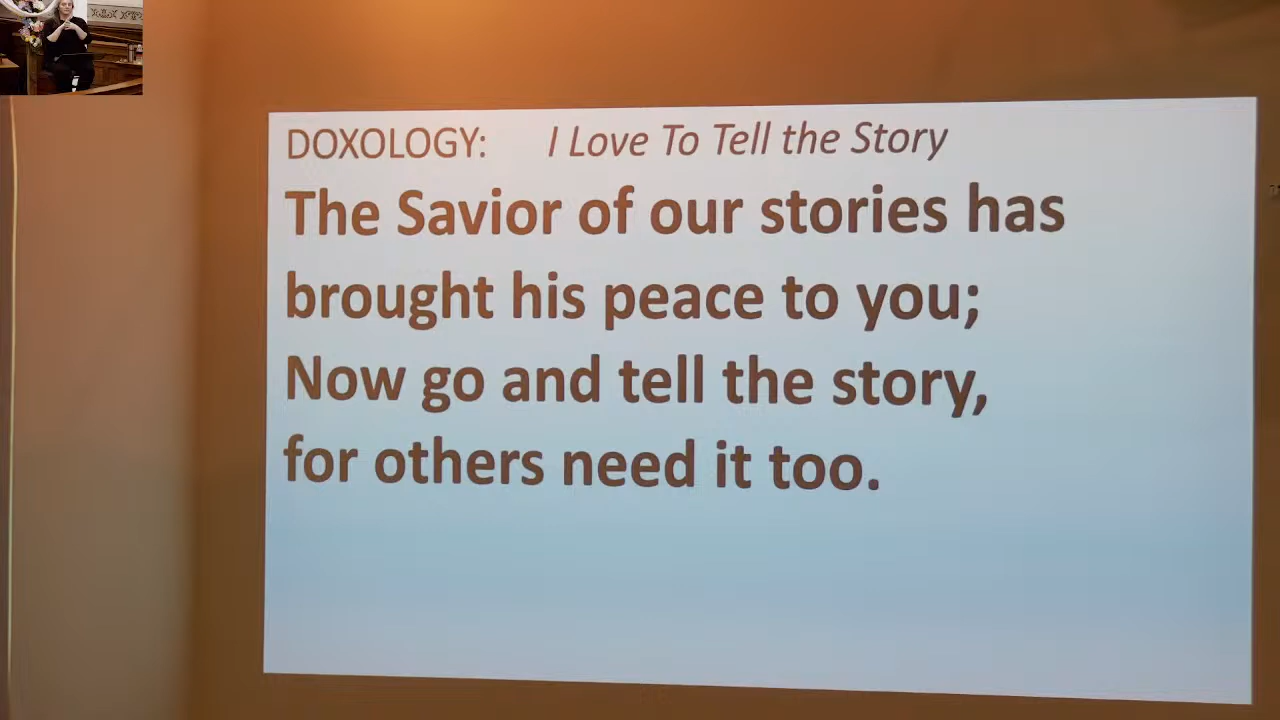 DOXOLOGY: I Love To Tell the Story
The Savior of our stories has
brought his peace to you;
Now go and tell the story,
for others need it too.